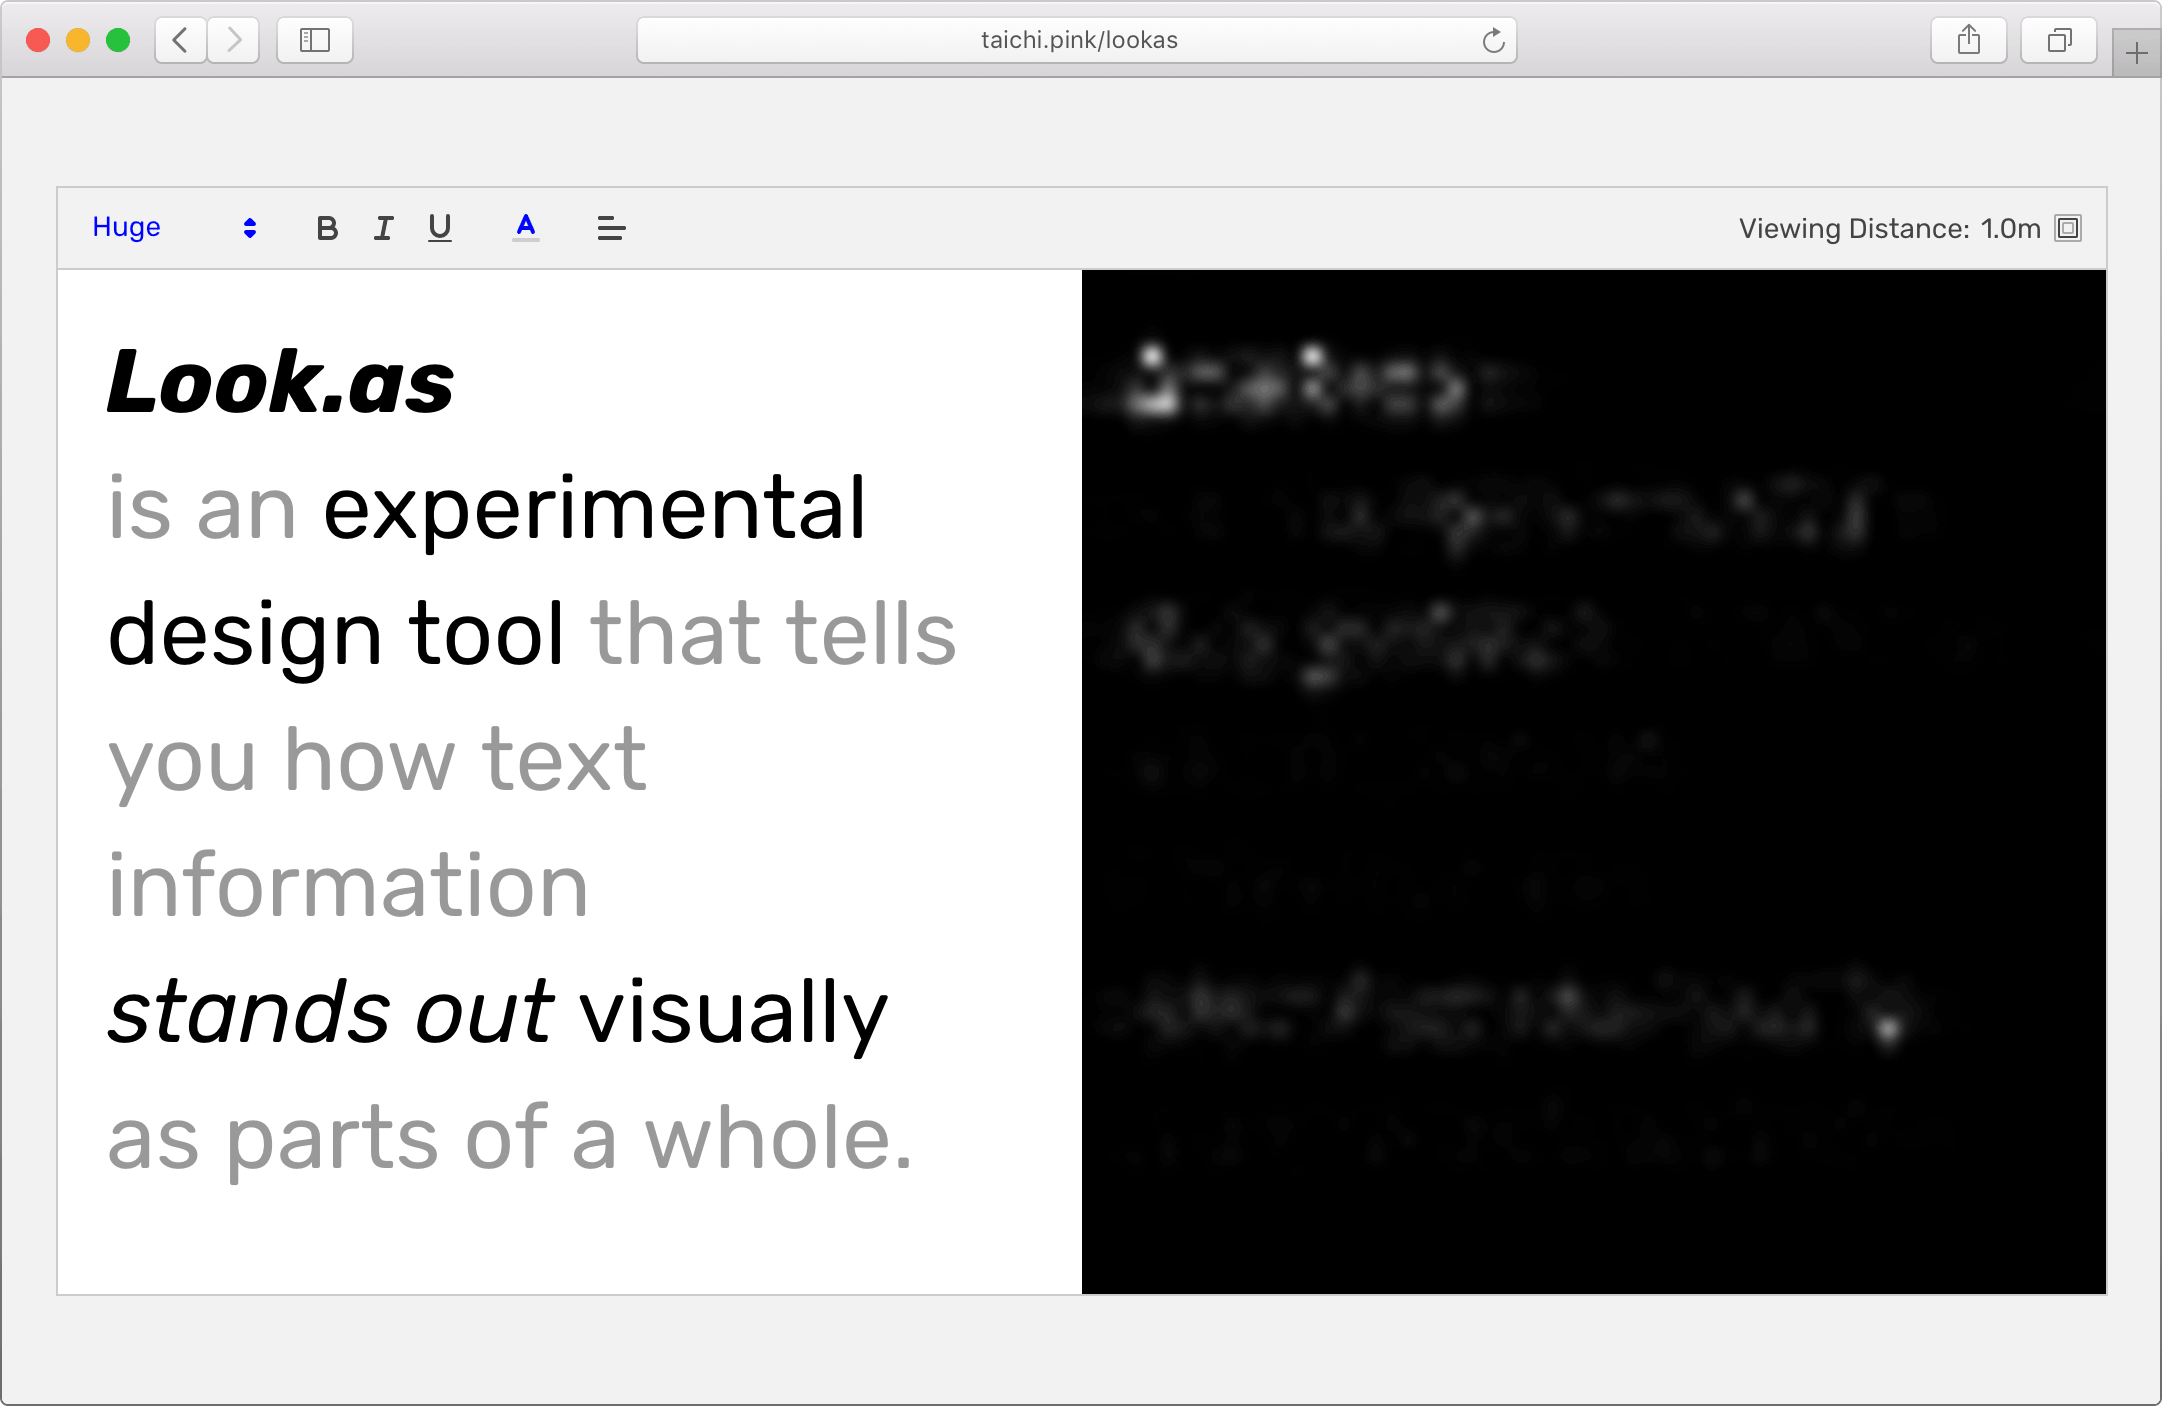 taichi.pink/lookas
Huge B I U A Viewing Distance: 1.0m
Look.as
is an experimental
design tool that tells
you how text
information
stands out visually
as parts of a whole.